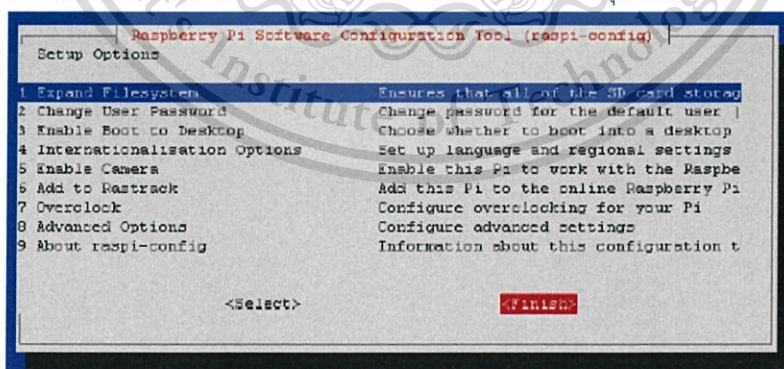 Raspberry Pi Software Configuration Tool (raspi-config)
Setup Options
1 Expand Filesystem Ensures that all of the SD card storag
2 Change User Password Change password for the default user (
3 Enable Boot to Desktop Choose whether to boot into a desktop
4 Internationalisation Options Set up language and regional settings
5 Enable Camera Enable this Pi to work with the Raspbe
6 Add to Rastrack Add this Pi to the online Raspberry Pi
7 Overclock Configure overclocking for your Pi
8 Advanced Options Configure advanced settings
9 About raspi-config Information about this configuration t
<Select> <Finish>
Institute of Technolog